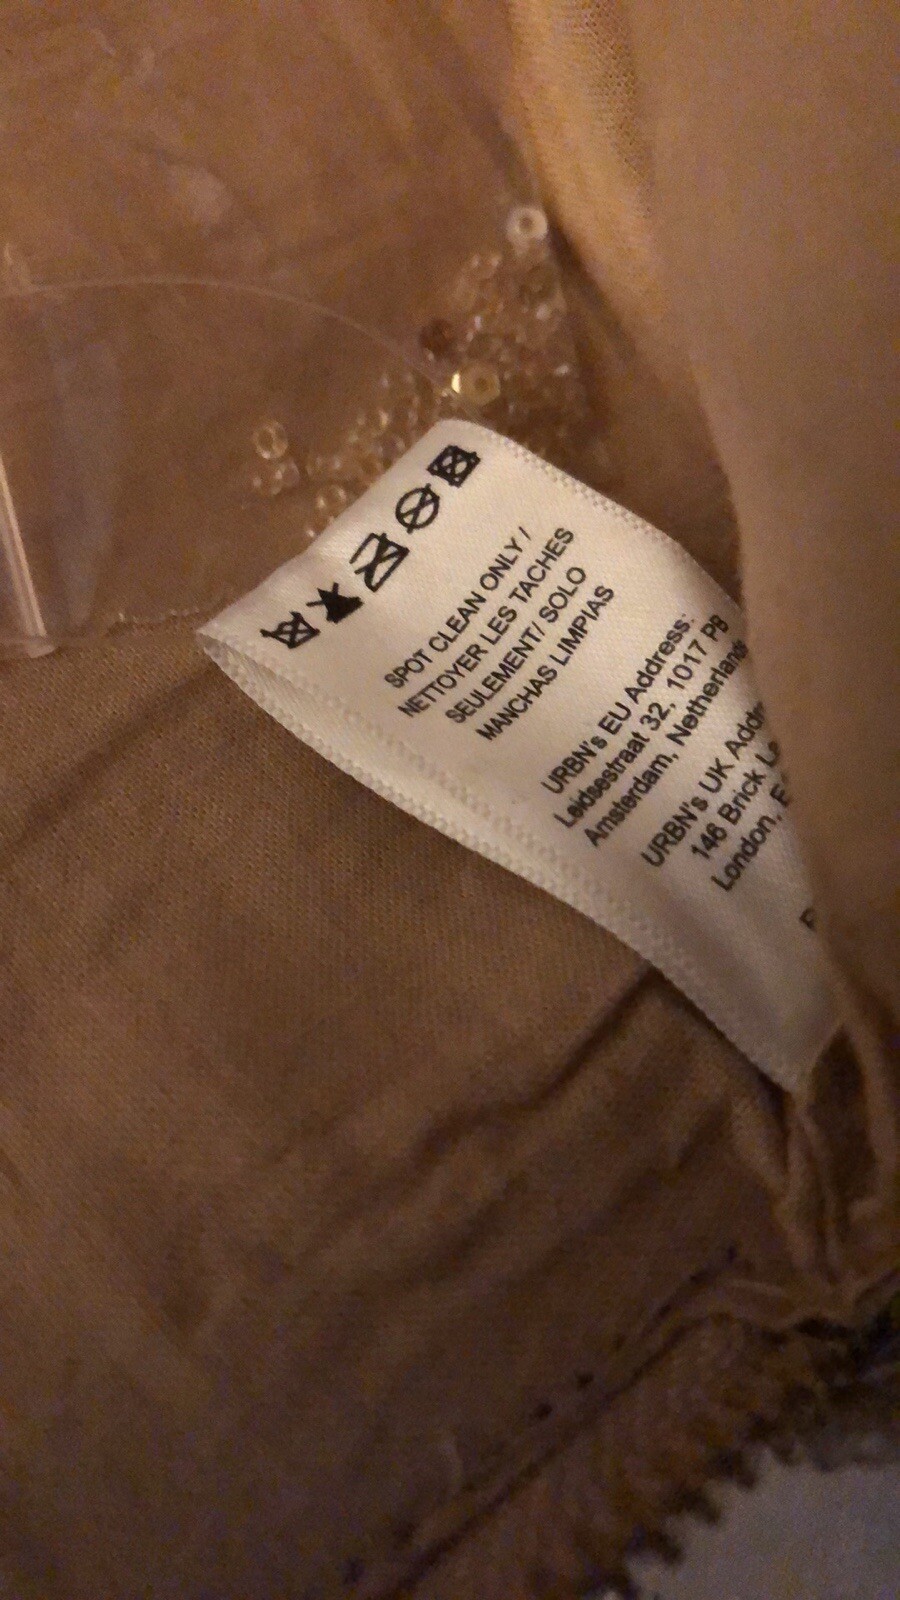 SPOT CLEAN ONLY /
NETTOYER LES TACHES
SEULEMENT/ SOLO
MANCHAS LIMPIAS
URBN's EU Address:
Leidsestraat 32, 1017 PB
Amsterdam, Netherlands
URBN's UK
146 Brick
London,